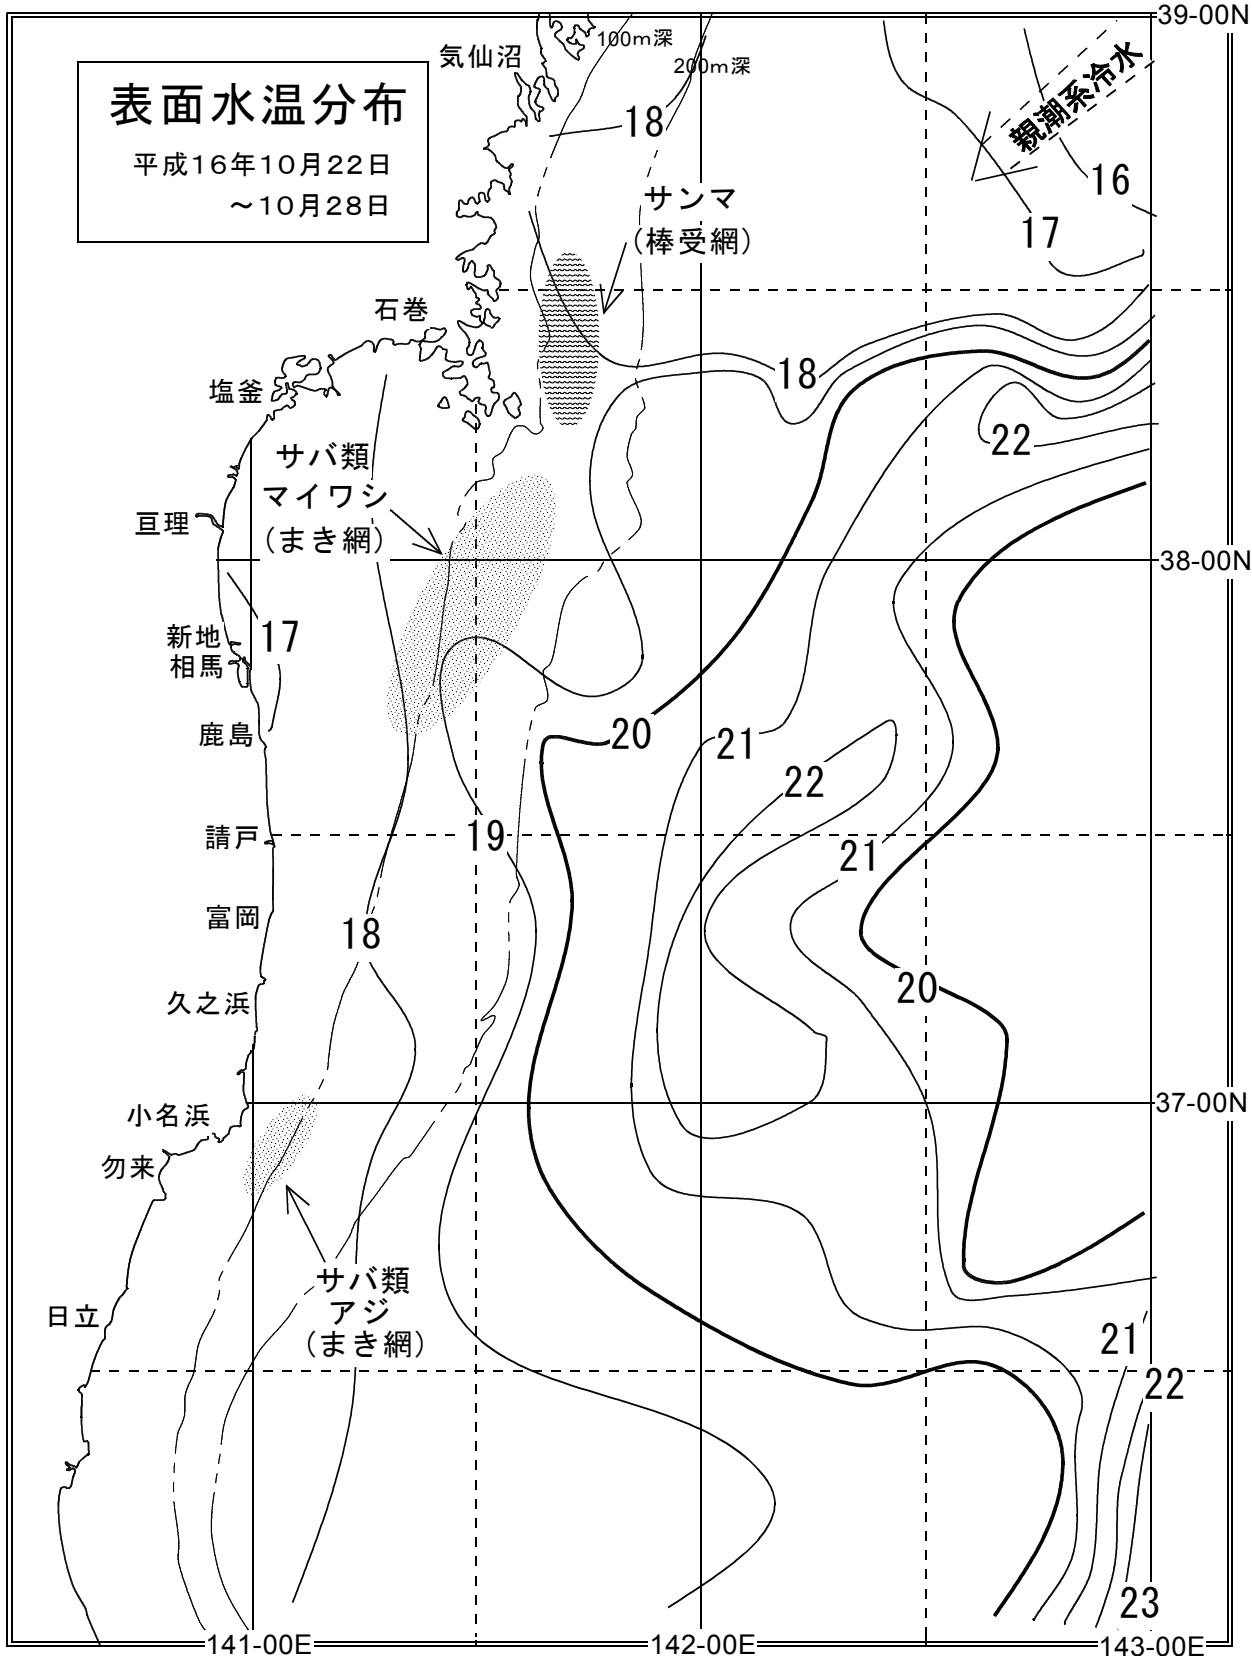 39-00N
100m深
気仙沼
200m深
親潮系冷水
表面水温分布
18
平成16年10月22日
16
サンマ
～10月28日
17
(棒受網)
石巻
18
塩釜
22
サバ類
マイワシ
亘理
(まき網)
38-00N
新地
17
相馬
鹿島
20
21
22
請戸
19
21
富岡
18
20
久之浜
37-00N
小名浜
勿来
サバ類
日立
アジ
(まき網)
21
22
23
141-00E
142-00E
143-00E